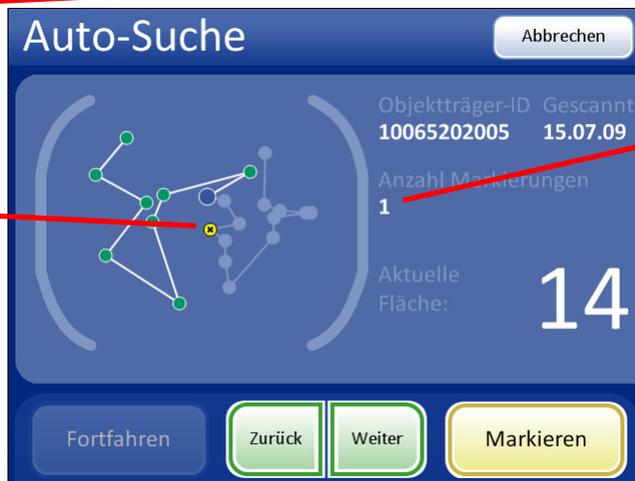 Auto-Suche
Abbrechen
Objektträger-ID Gescannt
10065202005 15.07.09
Anzahl Markierungen
1
Aktuelle
Fläche:
14
Fortfahren
Zurück
Weiter
Markieren